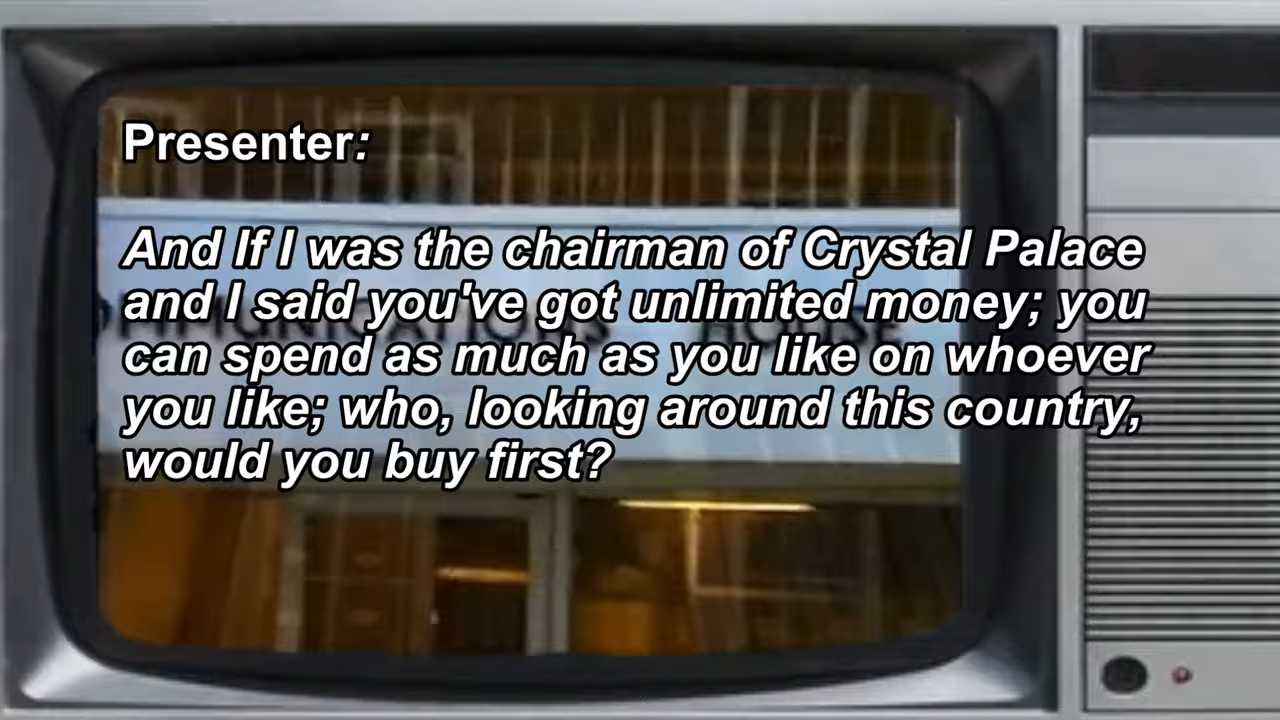 Presenter:
And If I was the chairman of Crystal Palace
and I said you've got unlimited money; you
can spend as much as you like on whoever
you like; who, looking around this country,
would you buy first?